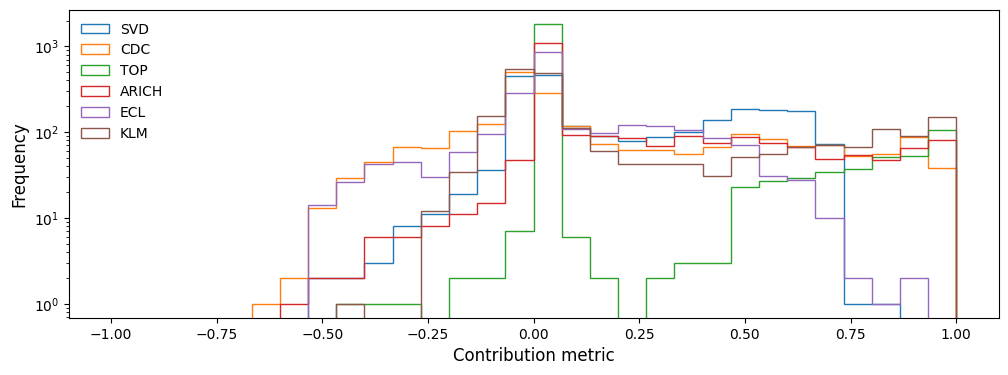 SVD
CDC
TOP
ARICH
ECL
KLM
Frequency
10³
10²
10¹
10⁰
−1.00 −0.75 −0.50 −0.25 0.00 0.25 0.50 0.75 1.00
Contribution metric